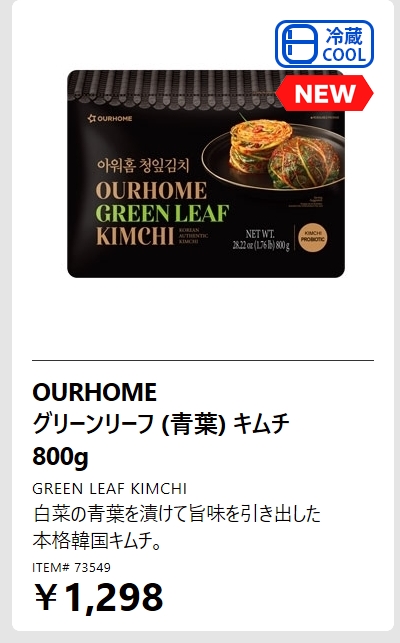 冷蔵
COOL
NEW
OURHOME
아워홈 청잎김치
OURHOME
GREEN LEAF
KIMCHI
KOREAN
AUTHENTIC
KIMCHI
NET WT.
28.22 oz (1.76 lb) 800 g
KIMCHI
PROBIOTIC
OURHOME
グリーンリーフ (青葉) キムチ
800g
GREEN LEAF KIMCHI
白菜の青葉を漬けて旨味を引き出した
本格韓国キムチ。
ITEM# 73549
¥1,298